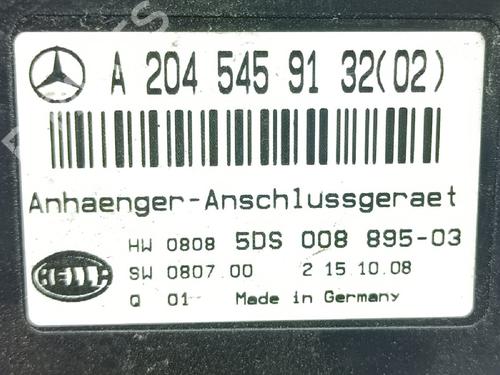 A 204 545 91 32(02)
Anhaenger-Anschlussgeraet
HW 0808 5DS 008 895-03
HELLA SW 0807.00 2 15.10.08
Q 01 Made in Germany